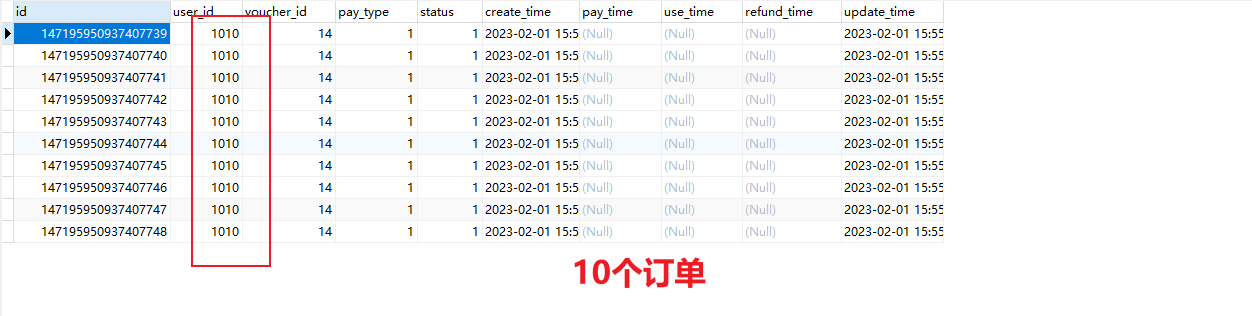 id user_id voucher_id pay_type status create_time pay_time use_time refund_time update_time
147195950937407739 1010 14 1 1 2023-02-01 15:5 (Null) (Null) (Null) 2023-02-01 15:55
147195950937407740 1010 14 1 1 2023-02-01 15:5 (Null) (Null) (Null) 2023-02-01 15:55
147195950937407741 1010 14 1 1 2023-02-01 15:5 (Null) (Null) (Null) 2023-02-01 15:55
147195950937407742 1010 14 1 1 2023-02-01 15:5 (Null) (Null) (Null) 2023-02-01 15:55
147195950937407743 1010 14 1 1 2023-02-01 15:5 (Null) (Null) (Null) 2023-02-01 15:55
147195950937407744 1010 14 1 1 2023-02-01 15:5 (Null) (Null) (Null) 2023-02-01 15:55
147195950937407745 1010 14 1 1 2023-02-01 15:5 (Null) (Null) (Null) 2023-02-01 15:55
147195950937407746 1010 14 1 1 2023-02-01 15:5 (Null) (Null) (Null) 2023-02-01 15:55
147195950937407747 1010 14 1 1 2023-02-01 15:5 (Null) (Null) (Null) 2023-02-01 15:55
147195950937407748 1010 14 1 1 2023-02-01 15:5 (Null) (Null) (Null) 2023-02-01 15:55
10个订单